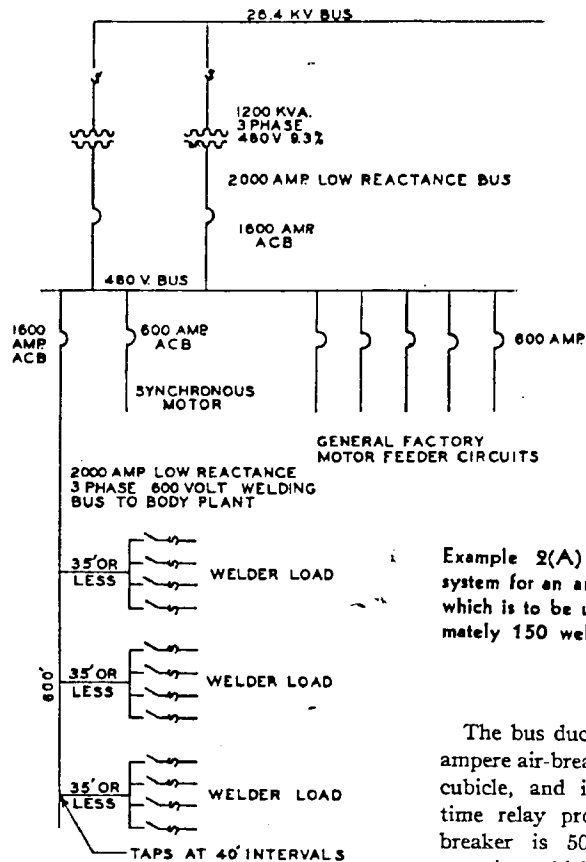 26.4 KV BUS
1200 KVA.
3 PHASE
480V 9.3%
2000 AMP. LOW REACTANCE BUS
1600 AMP.
ACB
480 V. BUS
1600
AMP.
ACB
600 AMP.
ACB
600 AMP.
SYNCHRONOUS
MOTOR
GENERAL FACTORY
MOTOR FEEDER CIRCUITS
2000 AMP LOW REACTANCE
3 PHASE 600 VOLT WELDING
BUS TO BODY PLANT
35' OR
LESS
WELDER LOAD
35' OR
LESS
WELDER LOAD
600'
35' OR
LESS
WELDER LOAD
TAPS AT 40' INTERVALS
Example 2(A)
system for an a
which is to be u
mately 150 wel
The bus duc
ampere air-brea
cubicle, and i
time relay pro
breaker is 50